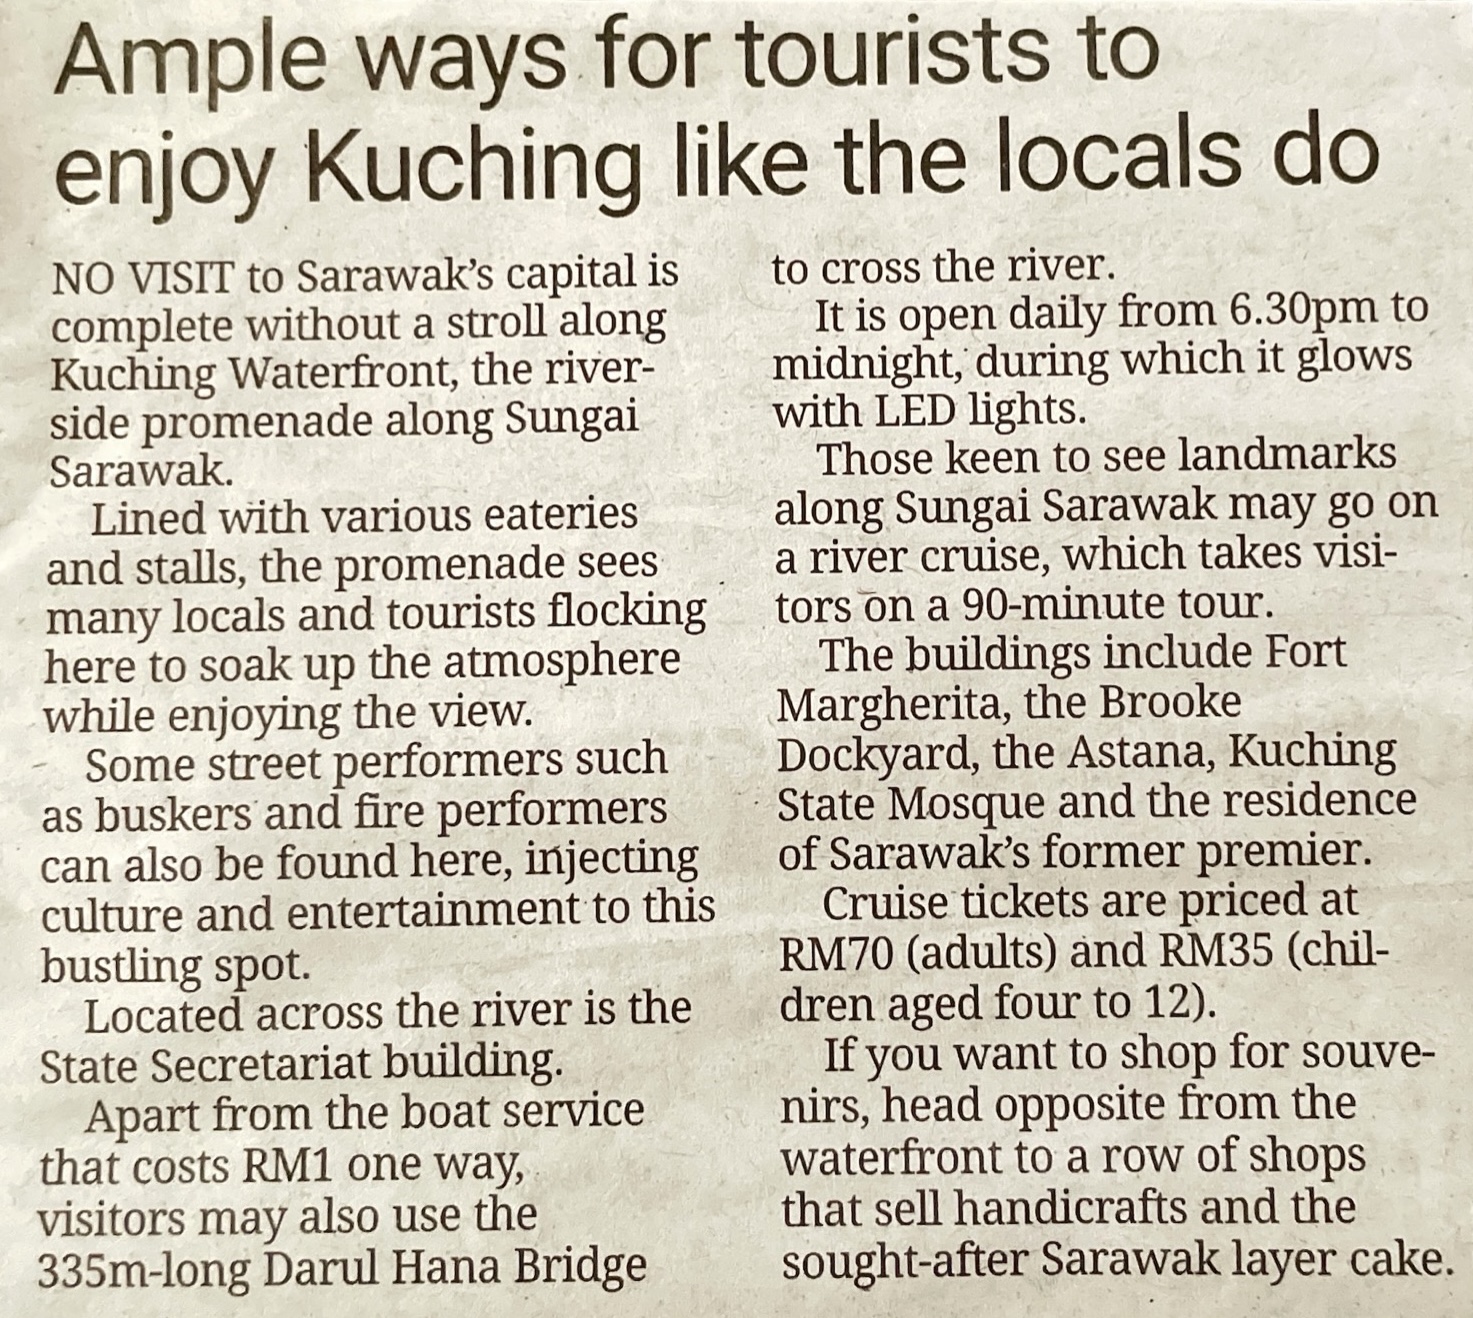 Ample ways for tourists to
enjoy Kuching like the locals do
NO VISIT to Sarawak's capital is
complete without a stroll along
Kuching Waterfront, the river-
side promenade along Sungai
Sarawak.
Lined with various eateries
and stalls, the promenade sees
many locals and tourists flocking
here to soak up the atmosphere
while enjoying the view.
Some street performers such
as buskers and fire performers
can also be found here, injecting
culture and entertainment to this
bustling spot.
Located across the river is the
State Secretariat building.
Apart from the boat service
that costs RM1 one way,
visitors may also use the
335m-long Darul Hana Bridge
to cross the river.
It is open daily from 6.30pm to
midnight, during which it glows
with LED lights.
Those keen to see landmarks
along Sungai Sarawak may go on
a river cruise, which takes visi-
tors on a 90-minute tour.
The buildings include Fort
Margherita, the Brooke
Dockyard, the Astana, Kuching
State Mosque and the residence
of Sarawak's former premier.
Cruise tickets are priced at
RM70 (adults) and RM35 (chil-
dren aged four to 12).
If you want to shop for souve-
nirs, head opposite from the
waterfront to a row of shops
that sell handicrafts and the
sought-after Sarawak layer cake.